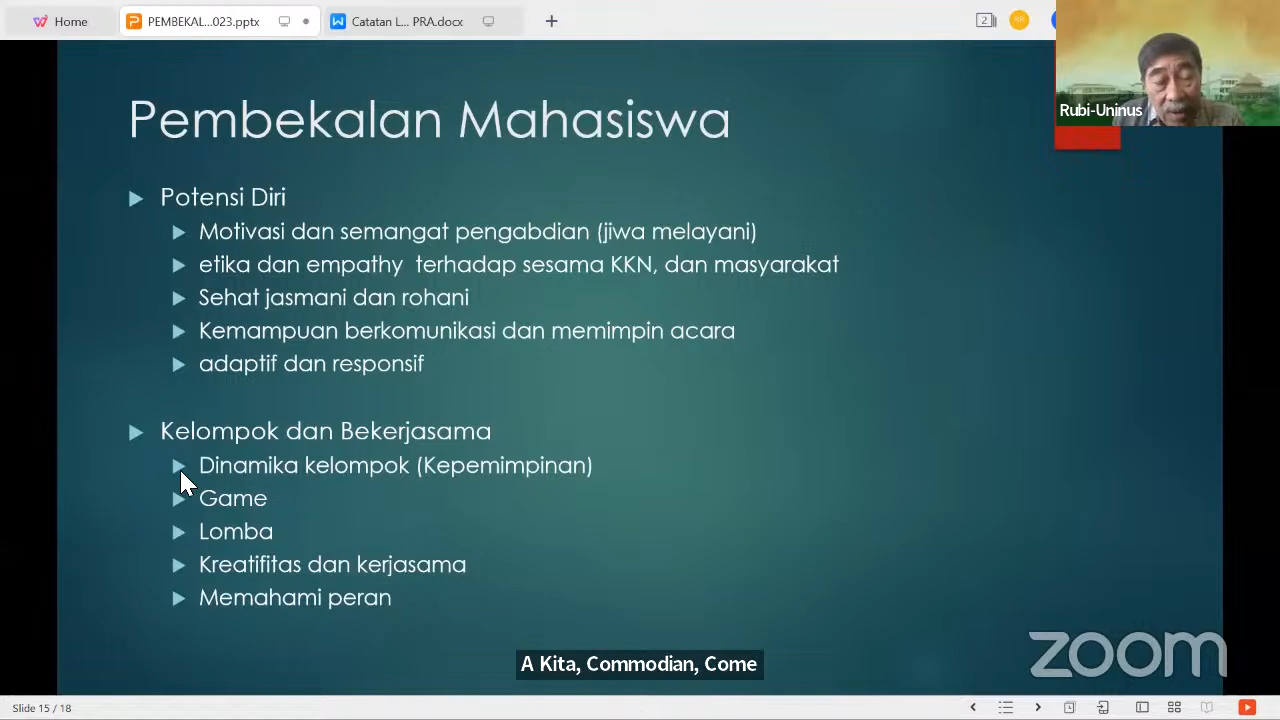 Home
PEMBEKAL...023.pptx
Catatan L... PRA.docx
2
RR
Rubi-Uninus
Pembekalan Mahasiswa
Potensi Diri
Motivasi dan semangat pengabdian (jiwa melayani)
etika dan empathy terhadap sesama KKN, dan masyarakat
Sehat jasmani dan rohani
Kemampuan berkomunikasi dan memimpin acara
adaptif dan responsif
Kelompok dan Bekerjasama
Dinamika kelompok (Kepemimpinan)
Game
Lomba
Kreatifitas dan kerjasama
Memahami peran
zoom
A Kita, Commodian, Come
Slide 15 / 18